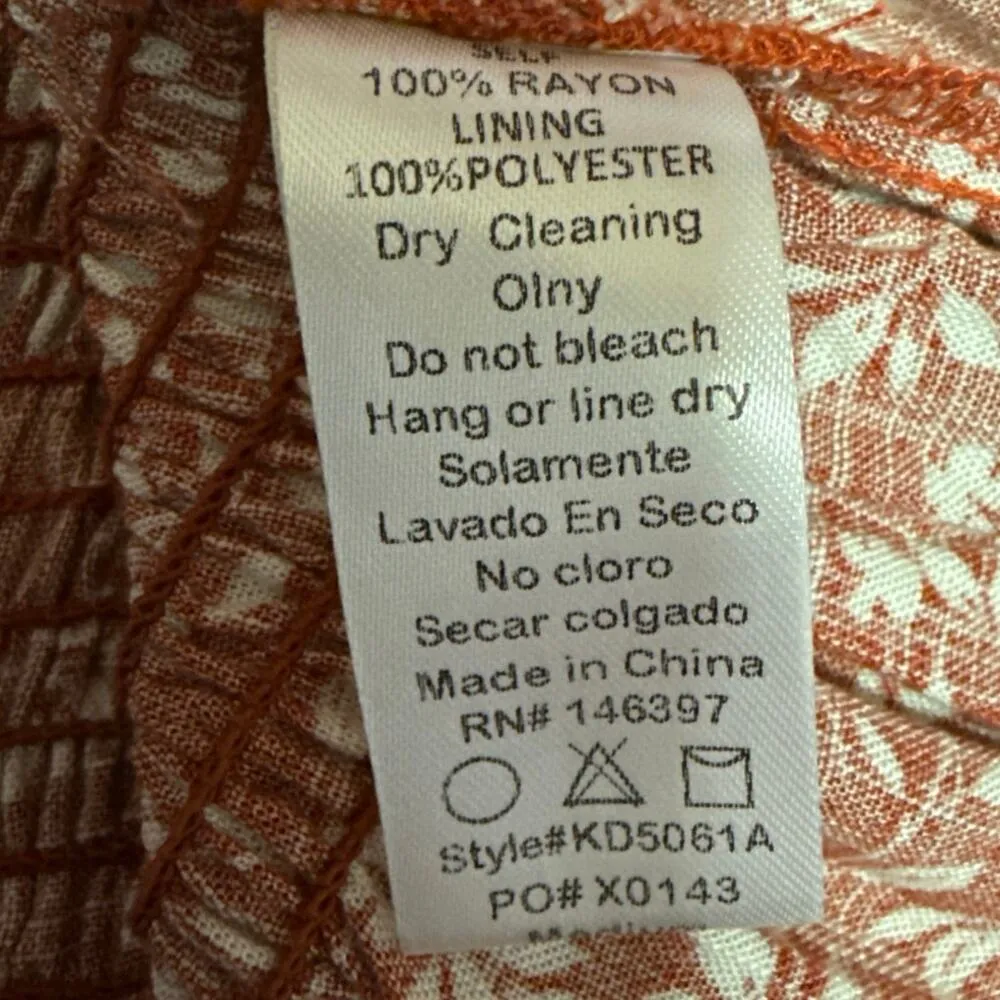 SELF
100% RAYON
LINING
100%POLYESTER
Dry Cleaning
Olny
Do not bleach
Hang or line dry
Solamente
Lavado En Seco
No cloro
Secar colgado
Made in China
RN# 146397
Style#KD5061A
PO# X0143